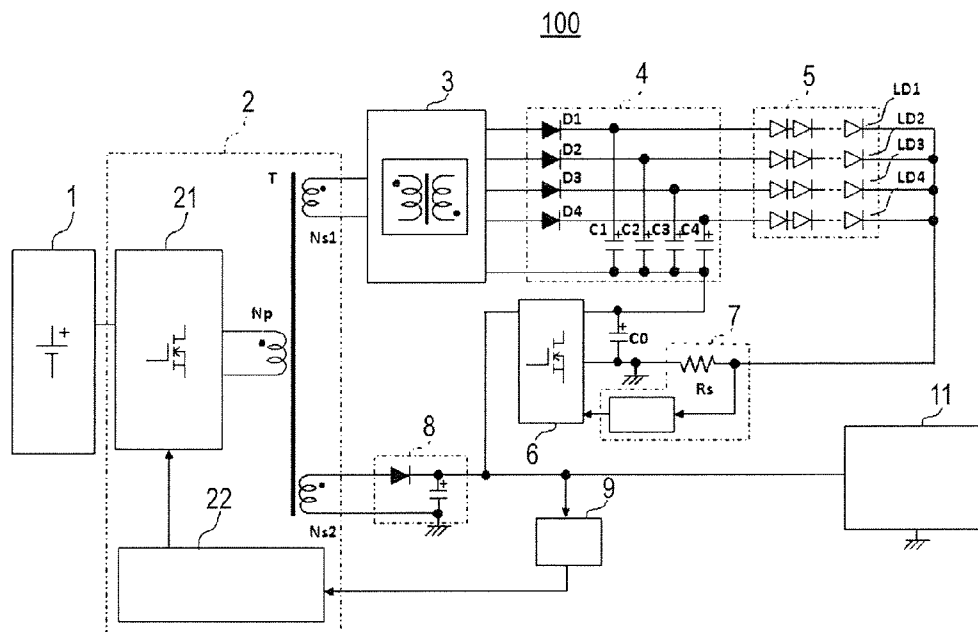 100
3
4
5
LD1
LD2
LD3
LD4
2
D1
D2
D3
D4
T
1
21
Ns1
C1
C2
C3
C4
+
+
+
+
Np
+
7
+
C0
Rs
6
11
8
+
9
22
Ns2